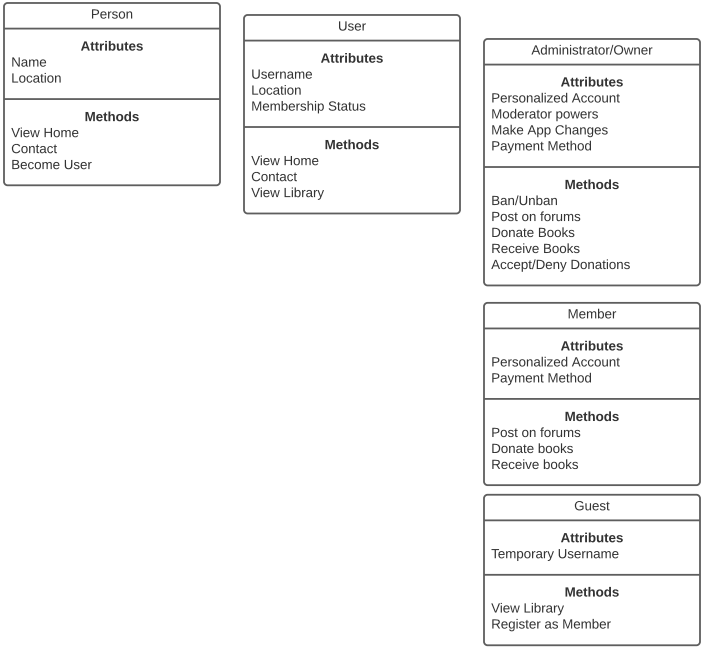 Person
Attributes
Name
Location
Methods
View Home
Contact
Become User
User
Attributes
Username
Location
Membership Status
Methods
View Home
Contact
View Library
Administrator/Owner
Attributes
Personalized Account
Moderator powers
Make App Changes
Payment Method
Methods
Ban/Unban
Post on forums
Donate Books
Receive Books
Accept/Deny Donations
Member
Attributes
Personalized Account
Payment Method
Methods
Post on forums
Donate books
Receive books
Guest
Attributes
Temporary Username
Methods
View Library
Register as Member